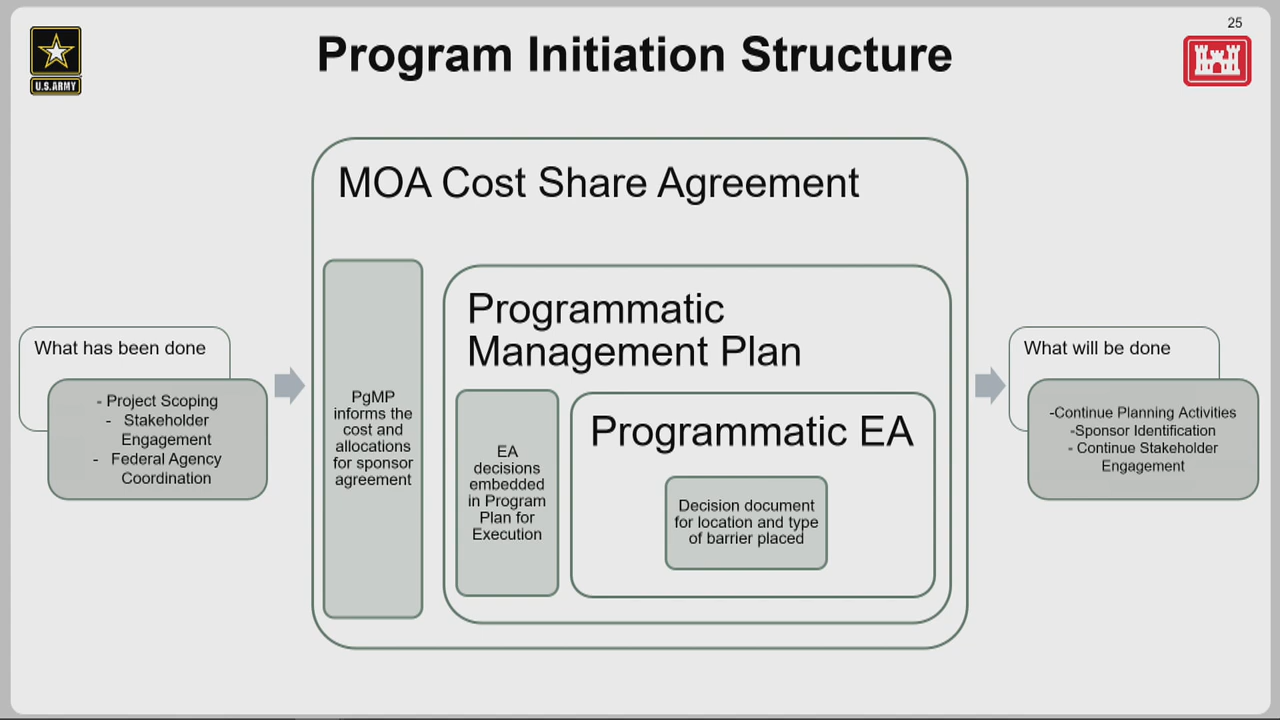 25
Program Initiation Structure
U.S.ARMY
MOA Cost Share Agreement
What has been done
- Project Scoping
- Stakeholder
Engagement
- Federal Agency
Coordination
PgMP
informs the
cost and
allocations
for sponsor
agreement
Programmatic
Management Plan
EA
decisions
embedded
in Program
Plan for
Execution
Programmatic EA
Decision document
for location and type
of barrier placed
What will be done
-Continue Planning Activities
-Sponsor Identification
- Continue Stakeholder
Engagement